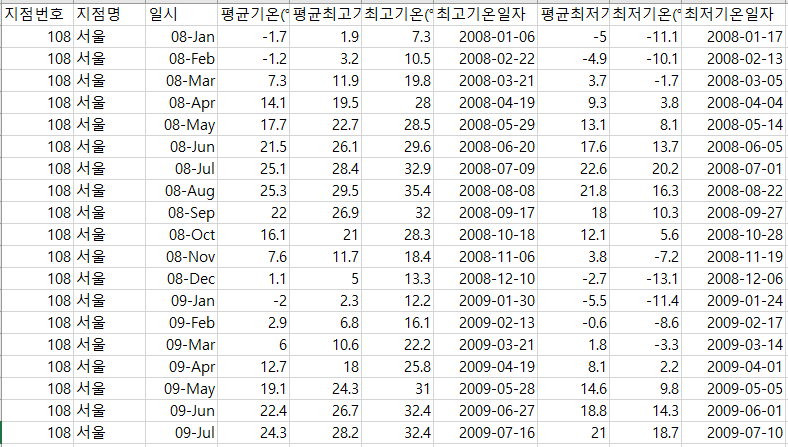 지점번호 지점명 일시 평균기온(° 평균최고기 최고기온(° 최고기온일자 평균최저기 최저기온(° 최저기온일자
108 서울 08-Jan -1.7 1.9 7.3 2008-01-06 -5 -11.1 2008-01-17
108 서울 08-Feb -1.2 3.2 10.5 2008-02-22 -4.9 -10.1 2008-02-13
108 서울 08-Mar 7.3 11.9 19.8 2008-03-21 3.7 -1.7 2008-03-05
108 서울 08-Apr 14.1 19.5 28 2008-04-19 9.3 3.8 2008-04-04
108 서울 08-May 17.7 22.7 28.5 2008-05-29 13.1 8.1 2008-05-14
108 서울 08-Jun 21.5 26.1 29.6 2008-06-20 17.6 13.7 2008-06-05
108 서울 08-Jul 25.1 28.4 32.9 2008-07-09 22.6 20.2 2008-07-01
108 서울 08-Aug 25.3 29.5 35.4 2008-08-08 21.8 16.3 2008-08-22
108 서울 08-Sep 22 26.9 32 2008-09-17 18 10.3 2008-09-27
108 서울 08-Oct 16.1 21 28.3 2008-10-18 12.1 5.6 2008-10-28
108 서울 08-Nov 7.6 11.7 18.4 2008-11-06 3.8 -7.2 2008-11-19
108 서울 08-Dec 1.1 5 13.3 2008-12-10 -2.7 -13.1 2008-12-06
108 서울 09-Jan -2 2.3 12.2 2009-01-30 -5.5 -11.4 2009-01-24
108 서울 09-Feb 2.9 6.8 16.1 2009-02-13 -0.6 -8.6 2009-02-17
108 서울 09-Mar 6 10.6 22.2 2009-03-21 1.8 -3.3 2009-03-14
108 서울 09-Apr 12.7 18 25.8 2009-04-19 8.1 2.2 2009-04-01
108 서울 09-May 19.1 24.3 31 2009-05-28 14.6 9.8 2009-05-05
108 서울 09-Jun 22.4 26.7 32.4 2009-06-27 18.8 14.3 2009-06-01
108 서울 09-Jul 24.3 28.2 32.4 2009-07-16 21 18.7 2009-07-10